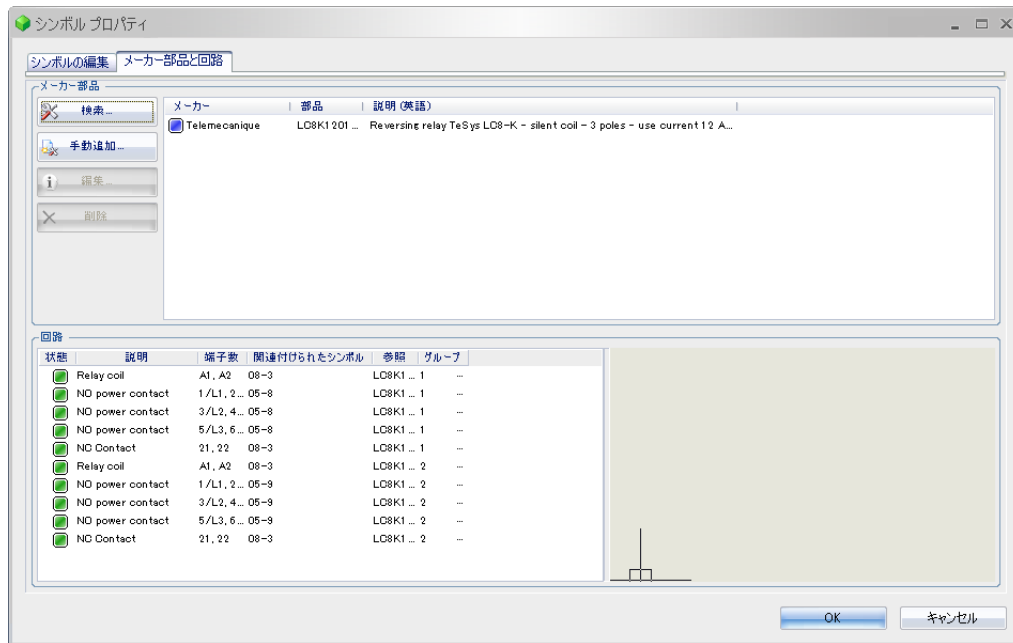 シンボル プロパティ
シンボルの編集 メーカー部品と回路
メーカー部品
検索...
手動追加...
編集...
削除
メーカー 部品 説明 (英語)
Telemecanique LC8K1201 ... Reversing relay TeSys LC8-K - silent coil - 3 poles - use current 12 A...
回路
状態 説明 端子数 関連付けられたシンボル 参照 グループ
Relay coil A1, A2 08-3 LC8K1 ... 1 ...
NO power contact 1/L1, 2... 05-8 LC8K1 ... 1 ...
NO power contact 3/L2, 4... 05-8 LC8K1 ... 1 ...
NO power contact 5/L3, 6... 05-8 LC8K1 ... 1 ...
NC Contact 21, 22 08-3 LC8K1 ... 1 ...
Relay coil A1, A2 08-3 LC8K1 ... 2 ...
NO power contact 1/L1, 2... 05-9 LC8K1 ... 2 ...
NO power contact 3/L2, 4... 05-9 LC8K1 ... 2 ...
NO power contact 5/L3, 6... 05-9 LC8K1 ... 2 ...
NC Contact 21, 22 08-3 LC8K1 ... 2 ...
OK キャンセル